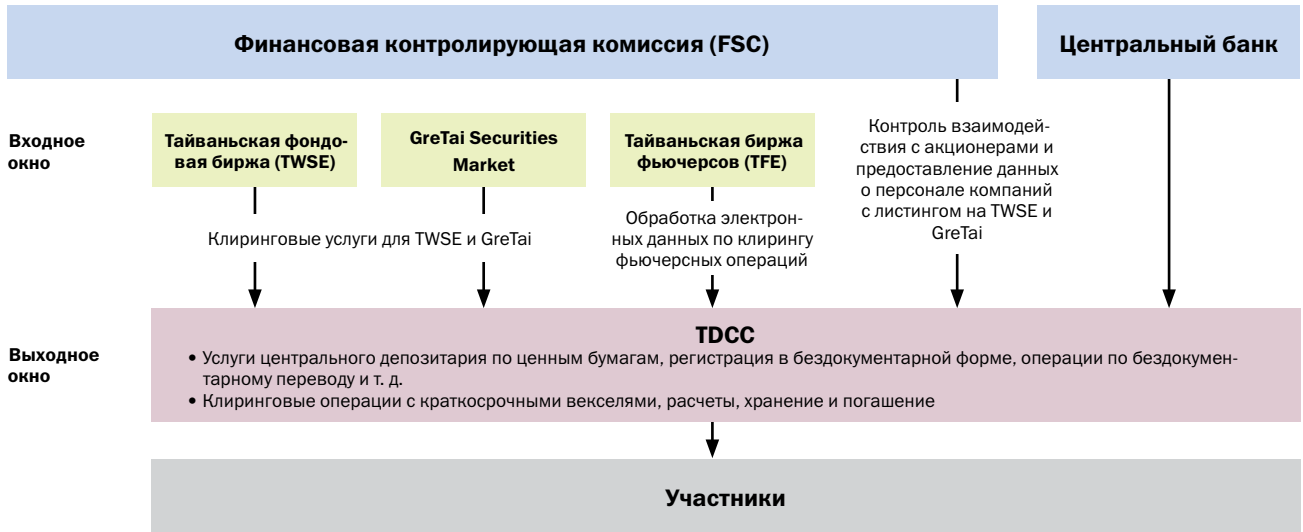 Финансовая контролирующая комиссия (FSC)
Центральный банк
Входное
окно
Тайваньская фондо-
вая биржа (TWSE)
GreTai Securities
Market
Тайваньская биржа
фьючерсов (TFE)
Контроль взаимодей-
ствия с акционерами и
предоставление данных
о персонале компаний
с листингом на TWSE и
GreTai
Клиринговые услуги для TWSE и GreTai
Обработка электрон-
ных данных по клирингу
фьючерсных операций
Выходное
окно
TDCC
• Услуги центрального депозитария по ценным бумагам, регистрация в бездокументарной форме, операции по бездокумен-
тарному переводу и т. д.
• Клиринговые операции с краткосрочными векселями, расчеты, хранение и погашение
Участники